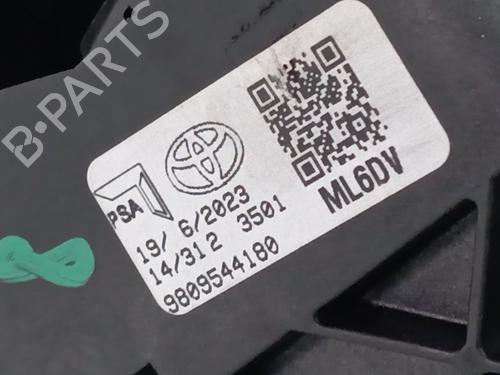 B·PARTS
PSA
ML6DV
19/ 6/2023
14/312 3501
9809544180